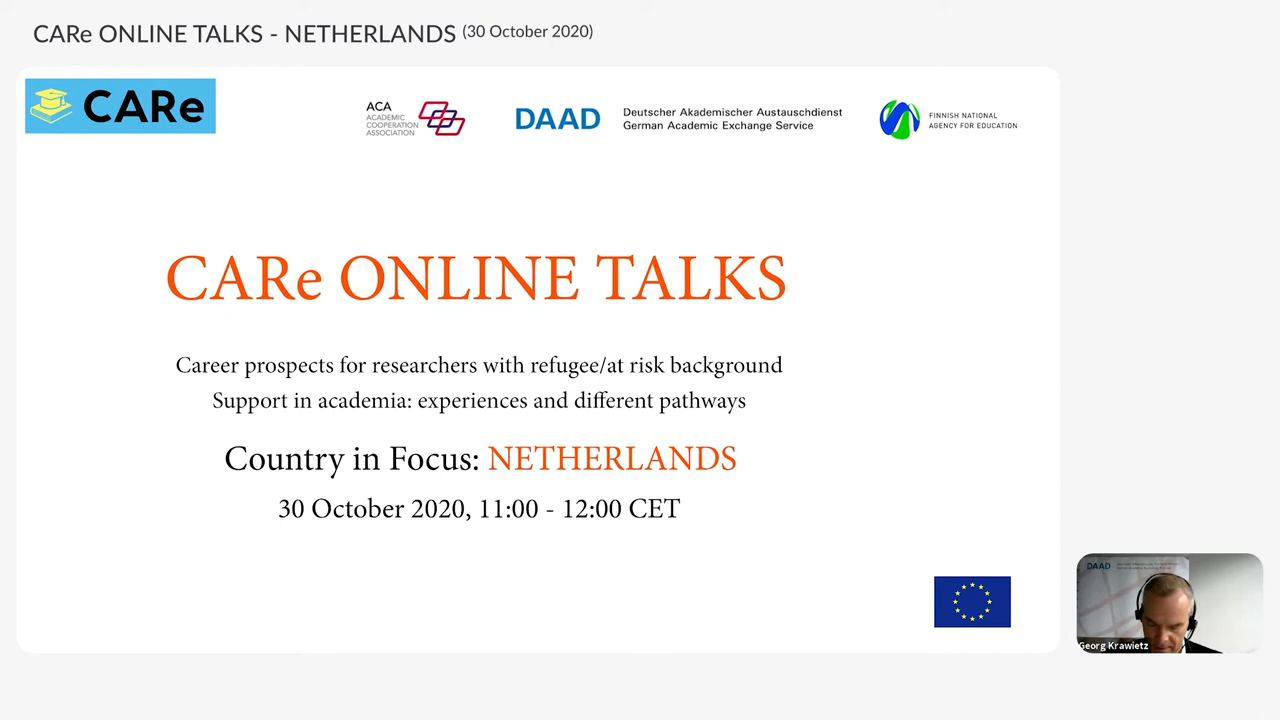 CARe ONLINE TALKS - NETHERLANDS (30 October 2020)
CARe
ACA
ACADEMIC
COOPERATION
ASSOCIATION
DAAD
Deutscher Akademischer Austauschdienst
German Academic Exchange Service
FINNISH NATIONAL
AGENCY FOR EDUCATION
CARe ONLINE TALKS
Career prospects for researchers with refugee/at risk background
Support in academia: experiences and different pathways
Country in Focus: NETHERLANDS
30 October 2020, 11:00 - 12:00 CET
DAAD
Georg Krawietz